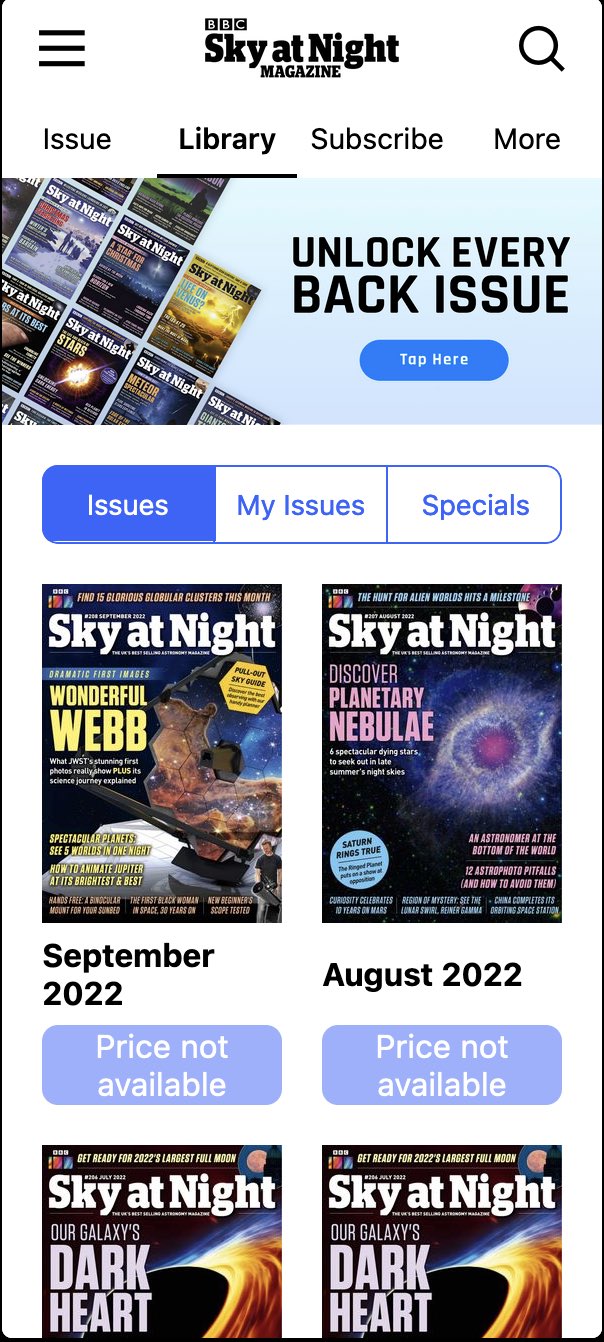 BBC
Sky at Night
MAGAZINE
Issue
Library
Subscribe
More
UNLOCK EVERY
BACK ISSUE
Tap Here
Issues
My Issues
Specials
BBC
FIND 15 GLORIOUS GLOBULAR CLUSTERS THIS MONTH
#208 SEPTEMBER 2022
Sky at Night
THE UK'S BEST SELLING ASTRONOMY MAGAZINE
DRAMATIC FIRST IMAGES
WONDERFUL
WEBB
What JWST's stunning first
photos really show PLUS its
science journey explained
PULL-OUT
SKY GUIDE
Discover the best
observing with our
handy planner
SPECTACULAR PLANETS:
SEE 5 WORLDS IN ONE NIGHT
HOW TO ANIMATE JUPITER
AT ITS BRIGHTEST & BEST
HANDS FREE: A BINOCULAR
MOUNT FOR YOUR SUNBED
THE FIRST BLACK WOMAN
IN SPACE, 30 YEARS ON
NEW BEGINNER'S
SCOPE TESTED
September
2022
Price not
available
BBC
THE HUNT FOR ALIEN WORLDS HITS A MILESTONE
#207 AUGUST 2022
Sky at Night
THE UK'S BEST SELLING ASTRONOMY MAGAZINE
DISCOVER
PLANETARY
NEBULAE
6 spectacular dying stars
to seek out in late
summer's night skies
SATURN
RINGS TRUE
The Ringed Planet
puts on a show at
opposition
AN ASTRONOMER AT THE
BOTTOM OF THE WORLD
12 ASTROPHOTO PITFALLS
(AND HOW TO AVOID THEM)
CURIOSITY CELEBRATES
10 YEARS ON MARS
REGION OF MYSTERY: SEE THE
LUNAR SWIRL, REINER GAMMA
CHINA COMPLETES ITS
ORBITING SPACE STATION
August 2022
Price not
available
BBC
GET READY FOR 2022'S LARGEST FULL MOON
#206 JULY 2022
Sky at Night
THE UK'S BEST SELLING ASTRONOMY MAGAZINE
OUR GALAXY'S
DARK
HEART
BBC
GET READY FOR 2022'S LARGEST FULL MOON
#206 JULY 2022
Sky at Night
THE UK'S BEST SELLING ASTRONOMY MAGAZINE
OUR GALAXY'S
DARK
HEART